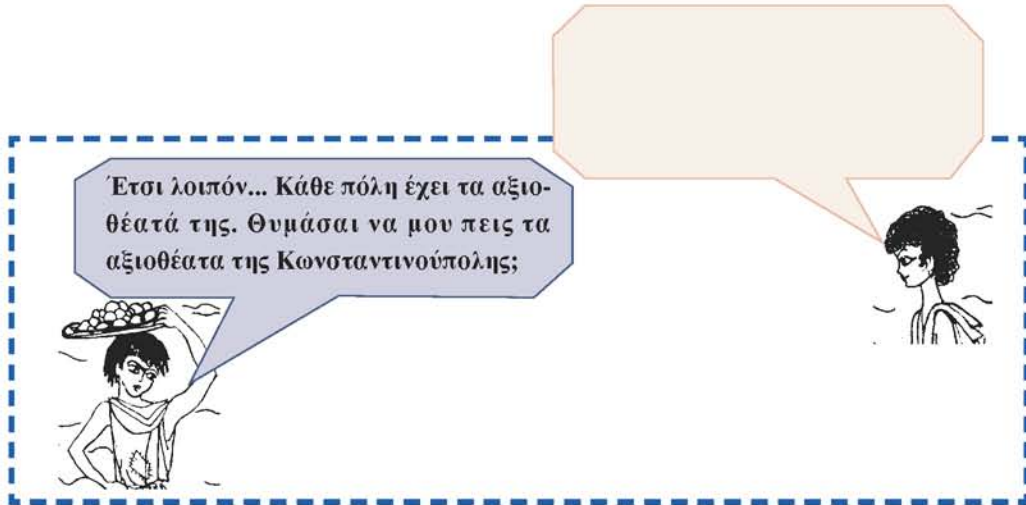 Έτσι λοιπόν... Κάθε πόλη έχει τα αξιο-
θέατά της. Θυμάσαι να μου πεις τα
αξιοθέατα της Κωνσταντινούπολης;